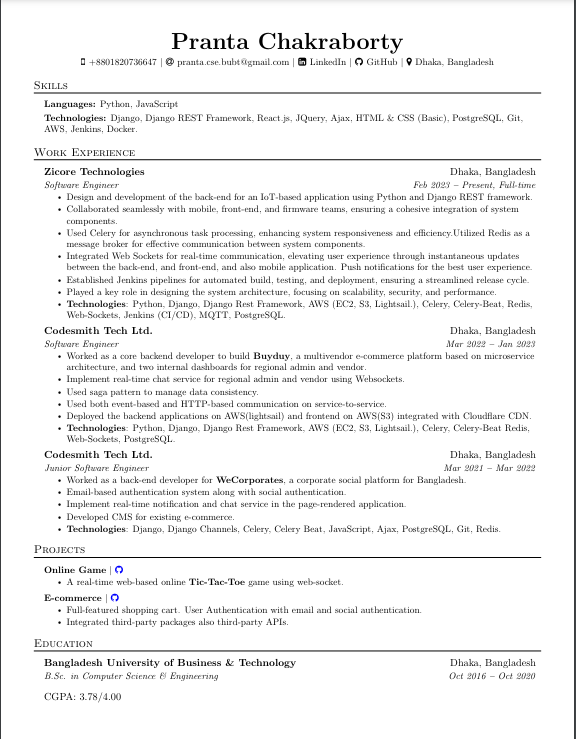 Pranta Chakraborty
+8801820736647 | pranta.cse.bubt@gmail.com | LinkedIn | GitHub | Dhaka, Bangladesh
Skills
Languages: Python, JavaScript
Technologies: Django, Django REST Framework, React.js, JQuery, Ajax, HTML & CSS (Basic), PostgreSQL, Git,
AWS, Jenkins, Docker.
Work Experience
Zicore Technologies Dhaka, Bangladesh
Software Engineer Feb 2023 – Present, Full-time
• Design and development of the back-end for an IoT-based application using Python and Django REST framework.
• Collaborated seamlessly with mobile, front-end, and firmware teams, ensuring a cohesive integration of system
components.
• Used Celery for asynchronous task processing, enhancing system responsiveness and efficiency.Utilized Redis as a
message broker for effective communication between system components.
• Integrated Web Sockets for real-time communication, elevating user experience through instantaneous updates
between the back-end, and front-end, and also mobile application. Push notifications for the best user experience.
• Established Jenkins pipelines for automated build, testing, and deployment, ensuring a streamlined release cycle.
• Played a key role in designing the system architecture, focusing on scalability, security, and performance.
• Technologies: Python, Django, Django Rest Framework, AWS (EC2, S3, Lightsail.), Celery, Celery-Beat, Redis,
Web-Sockets, Jenkins (CI/CD), MQTT, PostgreSQL.
Codesmith Tech Ltd. Dhaka, Bangladesh
Software Engineer Mar 2022 – Jan 2023
• Worked as a core backend developer to build Buyduy, a multivendor e-commerce platform based on microservice
architecture, and two internal dashboards for regional admin and vendor.
• Implement real-time chat service for regional admin and vendor using Websockets.
• Used saga pattern to manage data consistency.
• Used both event-based and HTTP-based communication on service-to-service.
• Deployed the backend applications on AWS(lightsail) and frontend on AWS(S3) integrated with Cloudflare CDN.
• Technologies: Python, Django, Django Rest Framework, AWS (EC2, S3, Lightsail.), Celery, Celery-Beat Redis,
Web-Sockets, PostgreSQL.
Codesmith Tech Ltd. Dhaka, Bangladesh
Junior Software Engineer Mar 2021 – Mar 2022
• Worked as a back-end developer for WeCorporates, a corporate social platform for Bangladesh.
• Email-based authentication system along with social authentication.
• Implement real-time notification and chat service in the page-rendered application.
• Developed CMS for existing e-commerce.
• Technologies: Django, Django Channels, Celery, Celery Beat, JavaScript, Ajax, PostgreSQL, Git, Redis.
Projects
Online Game |
• A real-time web-based online Tic-Tac-Toe game using web-socket.
E-commerce |
• Full-featured shopping cart. User Authentication with email and social authentication.
• Integrated third-party packages also third-party APIs.
Education
Bangladesh University of Business & Technology Dhaka, Bangladesh
B.Sc. in Computer Science & Engineering Oct 2016 – Oct 2020
CGPA: 3.78/4.00